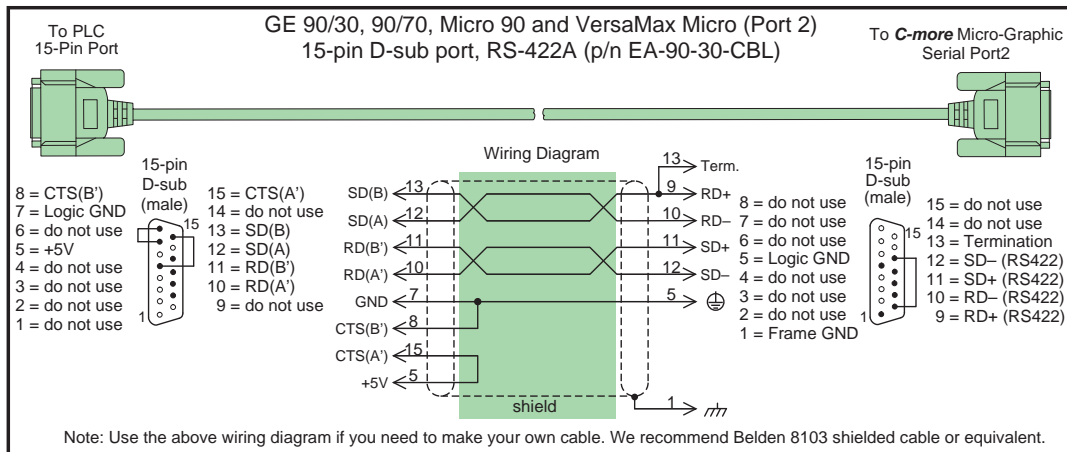 GE 90/30, 90/70, Micro 90 and VersaMax Micro (Port 2)
15-pin D-sub port, RS-422A (p/n EA-90-30-CBL)
To PLC
15-Pin Port
To C-more Micro-Graphic
Serial Port2
15-pin
D-sub
(male)
8 = CTS(B’)
7 = Logic GND
6 = do not use
5 = +5V
4 = do not use
3 = do not use
2 = do not use
1 = do not use
15
1
15 = CTS(A’)
14 = do not use
13 = SD(B)
12 = SD(A)
11 = RD(B’)
10 = RD(A’)
9 = do not use
Wiring Diagram
13 Term.
SD(B) 13 9 RD+
SD(A) 12 10 RD–
RD(B’) 11 11 SD+
RD(A’) 10 12 SD–
GND 7 5
CTS(B’) 8
CTS(A’) 15
+5V 5
shield
1
8 = do not use
7 = do not use
6 = do not use
5 = Logic GND
4 = do not use
3 = do not use
2 = do not use
1 = Frame GND
15-pin
D-sub
(male)
15
1
15 = do not use
14 = do not use
13 = Termination
12 = SD– (RS422)
11 = SD+ (RS422)
10 = RD– (RS422)
9 = RD+ (RS422)
Note: Use the above wiring diagram if you need to make your own cable. We recommend Belden 8103 shielded cable or equivalent.